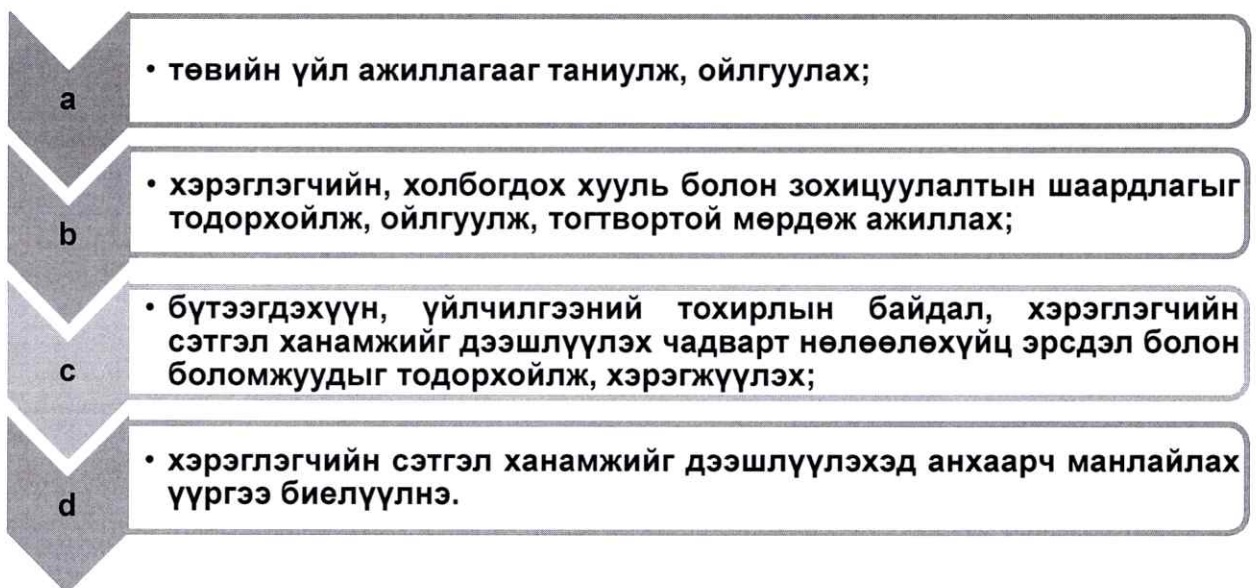 a
• төвийн үйл ажиллагааг таниулж, ойлгуулах;
b
• хэрэглэгчийн, холбогдох хууль болон зохицуулалтын шаардлагыг
тодорхойлж, ойлгуулж, тогтвортой мөрдөж ажиллах;
c
• бүтээгдэхүүн, үйлчилгээний тохирлын байдал, хэрэглэгчийн
сэтгэл ханамжийг дээшлүүлэх чадварт нөлөөлөхүйц эрсдэл болон
боломжуудыг тодорхойлж, хэрэгжүүлэх;
d
• хэрэглэгчийн сэтгэл ханамжийг дээшлүүлэхэд анхаарч манлайлах
үүргээ биелүүлнэ.